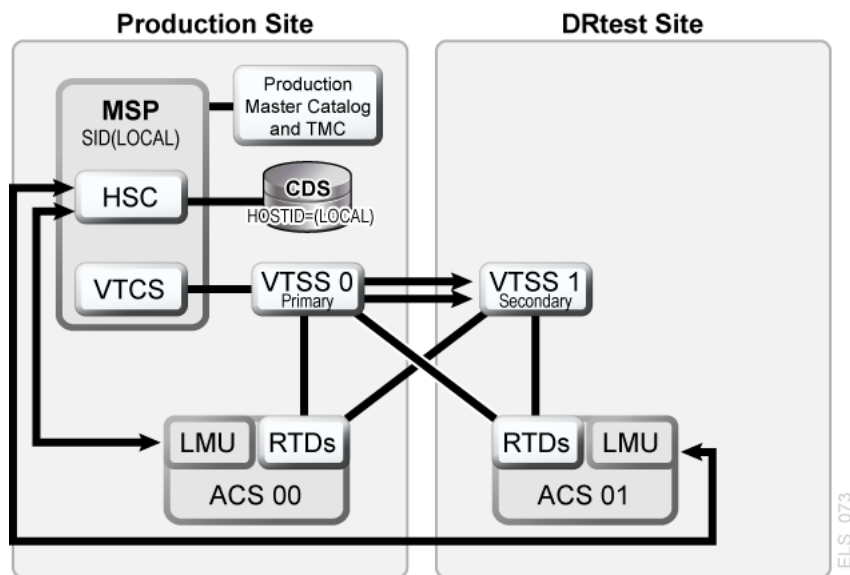 Production Site
DRtest Site
MSP
SID(LOCAL)
Production
Master Catalog
and TMC
HSC
CDS
HOSTID=(LOCAL)
VTCS
VTSS 0
Primary
VTSS 1
Secondary
LMU
RTDs
ACS 00
RTDs
LMU
ACS 01
ELS_073